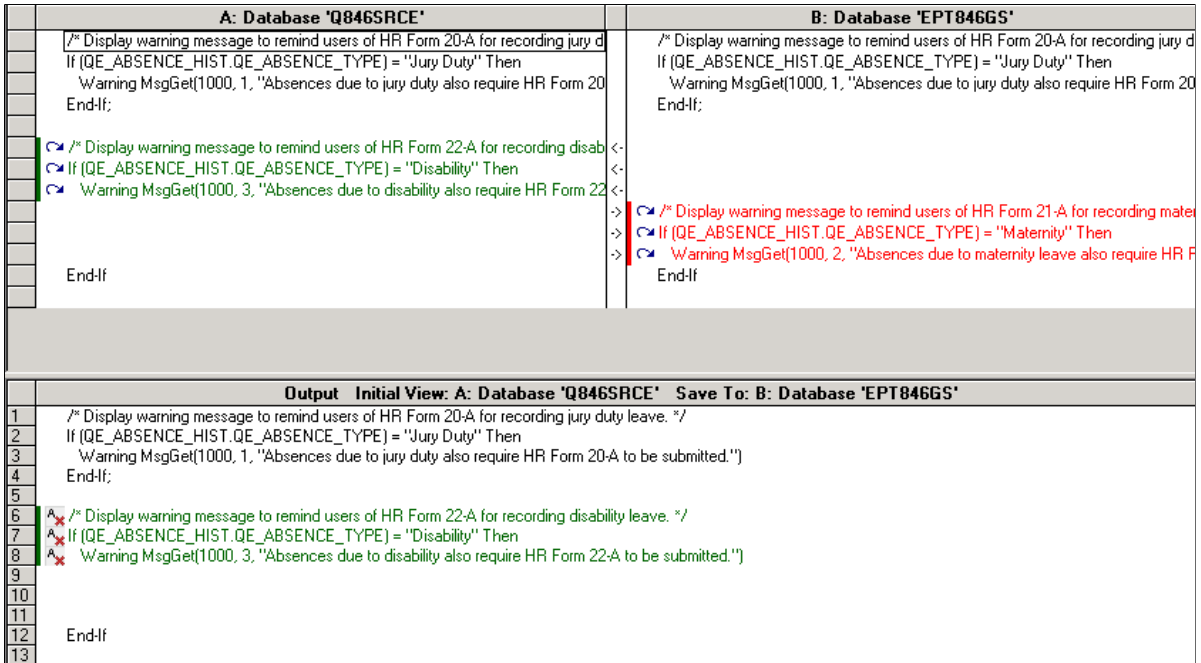 A: Database 'Q846SRCE'
/* Display warning message to remind users of HR Form 20-A for recording jury d
If (QE_ABSENCE_HIST.QE_ABSENCE_TYPE) = "Jury Duty" Then
Warning MsgGet(1000, 1, "Absences due to jury duty also require HR Form 20
End-If;
/* Display warning message to remind users of HR Form 22-A for recording disab <-
If (QE_ABSENCE_HIST.QE_ABSENCE_TYPE) = "Disability" Then <-
Warning MsgGet(1000, 3, "Absences due to disability also require HR Form 22 <-
End-If
B: Database 'EPT846GS'
/* Display warning message to remind users of HR Form 20-A for recording jury d
If (QE_ABSENCE_HIST.QE_ABSENCE_TYPE) = "Jury Duty" Then
Warning MsgGet(1000, 1, "Absences due to jury duty also require HR Form 20
End-If;
-> /* Display warning message to remind users of HR Form 21-A for recording mater
-> If (QE_ABSENCE_HIST.QE_ABSENCE_TYPE) = "Maternity" Then
-> Warning MsgGet(1000, 2, "Absences due to maternity leave also require HR F
End-If
Output Initial View: A: Database 'Q846SRCE' Save To: B: Database 'EPT846GS'
1 /* Display warning message to remind users of HR Form 20-A for recording jury duty leave. */
2 If (QE_ABSENCE_HIST.QE_ABSENCE_TYPE) = "Jury Duty" Then
3 Warning MsgGet(1000, 1, "Absences due to jury duty also require HR Form 20-A to be submitted.")
4 End-If;
5
6 A /* Display warning message to remind users of HR Form 22-A for recording disability leave. */
7 A If (QE_ABSENCE_HIST.QE_ABSENCE_TYPE) = "Disability" Then
8 A Warning MsgGet(1000, 3, "Absences due to disability also require HR Form 22-A to be submitted.")
9
10
11
12 End-If
13